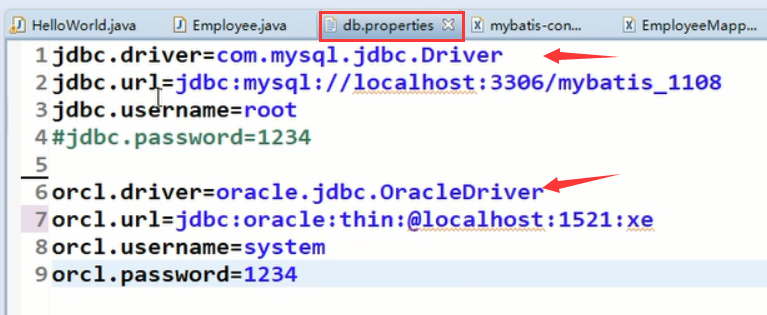 HelloWorld.java Employee.java db.properties mybatis-con... EmployeeMapp...
1 jdbc.driver=com.mysql.jdbc.Driver
2 jdbc.url=jdbc:mysql://localhost:3306/mybatis_1108
3 jdbc.username=root
4 #jdbc.password=1234
5
6 orcl.driver=oracle.jdbc.OracleDriver
7 orcl.url=jdbc:oracle:thin:@localhost:1521:xe
8 orcl.username=system
9 orcl.password=1234